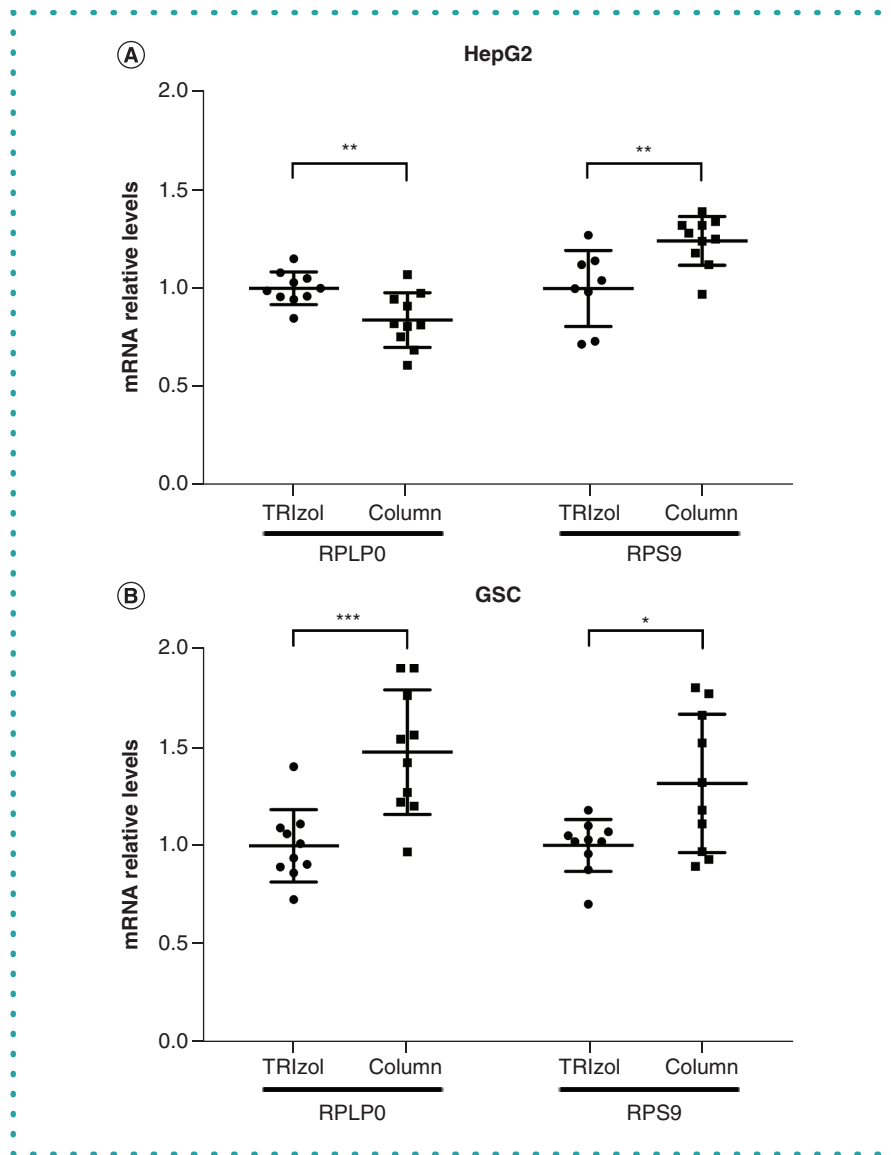 A
HepG2
2.0
**
**
1.5
1.0
0.5
0.0
mRNA relative levels
TRIzol Column TRIzol Column
RPLP0 RPS9
B
GSC
***
*
2.0
1.5
1.0
0.5
0.0
mRNA relative levels
TRIzol Column TRIzol Column
RPLP0 RPS9